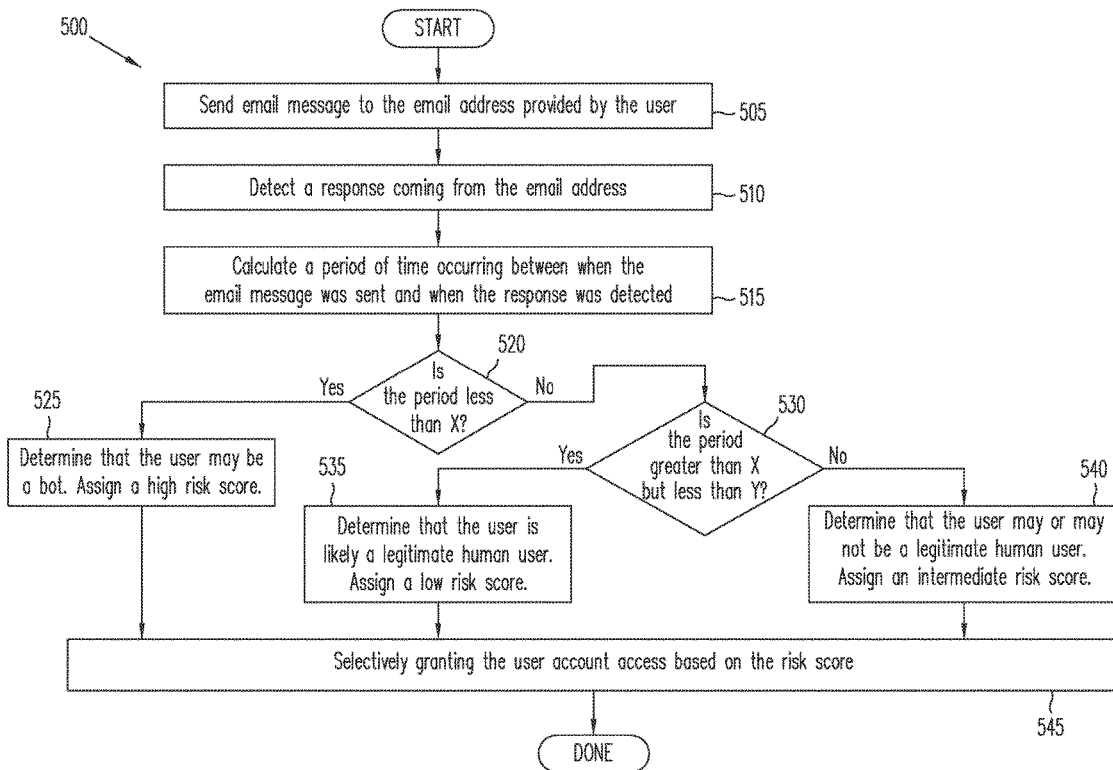 500
START
Send email message to the email address provided by the user
505
Detect a response coming from the email address
510
Calculate a period of time occurring between when the
email message was sent and when the response was detected
515
520
Is
the period less
than X?
Yes
No
525
Determine that the user may be
a bot. Assign a high risk score.
530
Is
the period
greater than X
but less than Y?
Yes
No
535
Determine that the user is
likely a legitimate human user.
Assign a low risk score.
540
Determine that the user may or may
not be a legitimate human user.
Assign an intermediate risk score.
Selectively granting the user account access based on the risk score
545
DONE